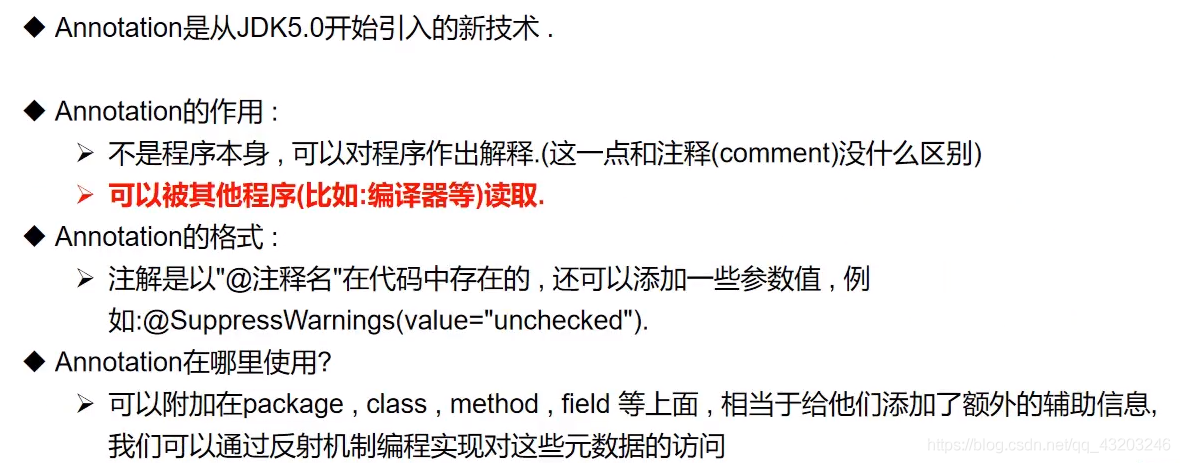 ◆ Annotation是从JDK5.0开始引入的新技术 .
◆ Annotation的作用 :
➢ 不是程序本身 , 可以对程序作出解释.(这一点和注释(comment)没什么区别)
➢ 可以被其他程序(比如:编译器等)读取.
◆ Annotation的格式 :
➢ 注解是以"@注释名"在代码中存在的 , 还可以添加一些参数值 , 例
如:@SuppressWarnings(value="unchecked").
◆ Annotation在哪里使用?
➢ 可以附加在package , class , method , field 等上面 , 相当于给他们添加了额外的辅助信息,
我们可以通过反射机制编程实现对这些元数据的访问
https://blog.csdn.net/qq_43203246